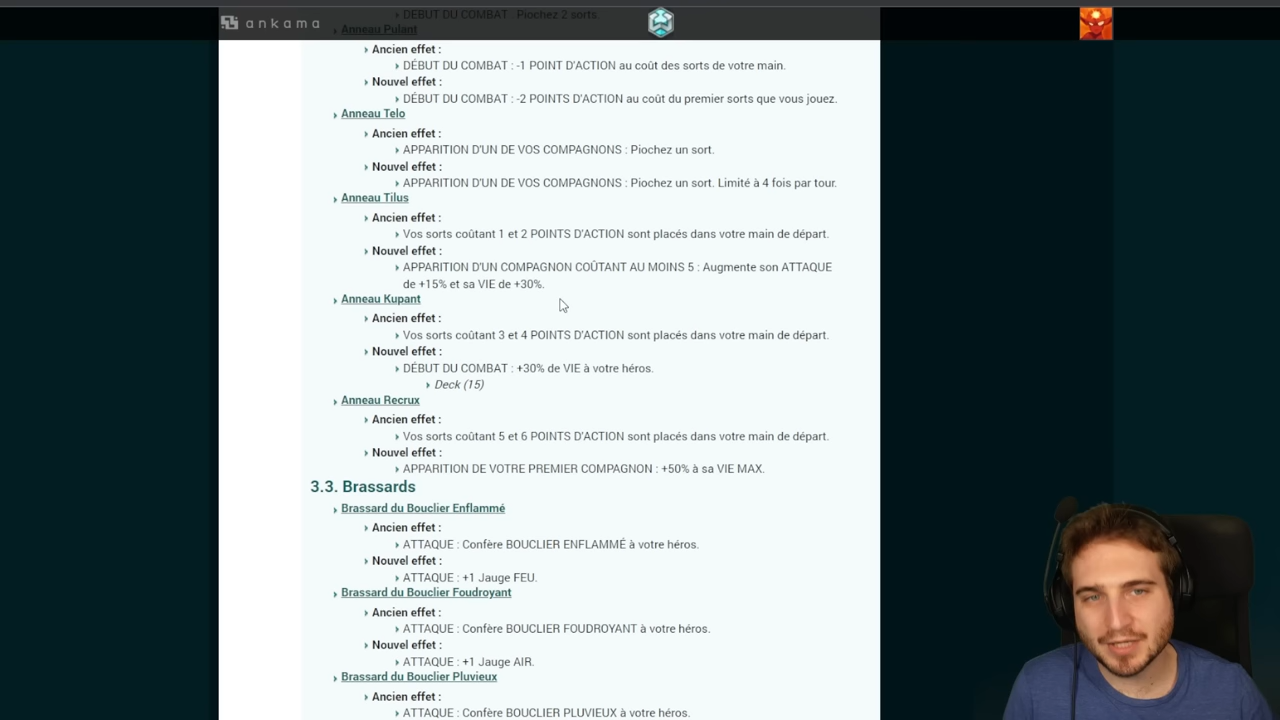 DÉBUT DU COMBAT : Piochez 2 sorts.
ankama
Anneau Pulant
Ancien effet :
DÉBUT DU COMBAT : -1 POINT D'ACTION au coût des sorts de votre main.
Nouvel effet :
DÉBUT DU COMBAT : -2 POINTS D'ACTION au coût du premier sorts que vous jouez.
Anneau Telo
Ancien effet :
APPARITION D'UN DE VOS COMPAGNONS : Piochez un sort.
Nouvel effet :
APPARITION D'UN DE VOS COMPAGNONS : Piochez un sort. Limité à 4 fois par tour.
Anneau Tilus
Ancien effet :
Vos sorts coûtant 1 et 2 POINTS D'ACTION sont placés dans votre main de départ.
Nouvel effet :
APPARITION D'UN COMPAGNON COÛTANT AU MOINS 5 : Augmente son ATTAQUE
de +15% et sa VIE de +30%.
Anneau Kupant
Ancien effet :
Vos sorts coûtant 3 et 4 POINTS D'ACTION sont placés dans votre main de départ.
Nouvel effet :
DÉBUT DU COMBAT : +30% de VIE à votre héros.
Deck (15)
Anneau Recrux
Ancien effet :
Vos sorts coûtant 5 et 6 POINTS D'ACTION sont placés dans votre main de départ.
Nouvel effet :
APPARITION DE VOTRE PREMIER COMPAGNON : +50% à sa VIE MAX.
3.3. Brassards
Brassard du Bouclier Enflammé
Ancien effet :
ATTAQUE : Confère BOUCLIER ENFLAMMÉ à votre héros.
Nouvel effet :
ATTAQUE : +1 Jauge FEU.
Brassard du Bouclier Foudroyant
Ancien effet :
ATTAQUE : Confère BOUCLIER FOUDROYANT à votre héros.
Nouvel effet :
ATTAQUE : +1 Jauge AIR.
Brassard du Bouclier Pluvieux
Ancien effet :
ATTAQUE : Confère BOUCLIER PLUVIEUX à votre héros.